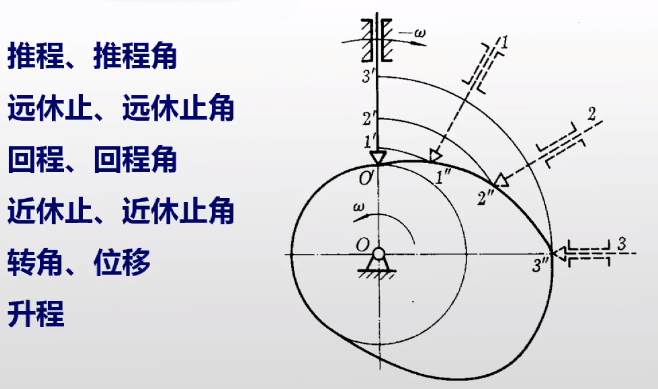 推程、推程角
远休止、远休止角
回程、回程角
近休止、近休止角
转角、位移
升程
-ω
3′
2′
1′
O′
1
2
3
1″
2″
3″
ω
O